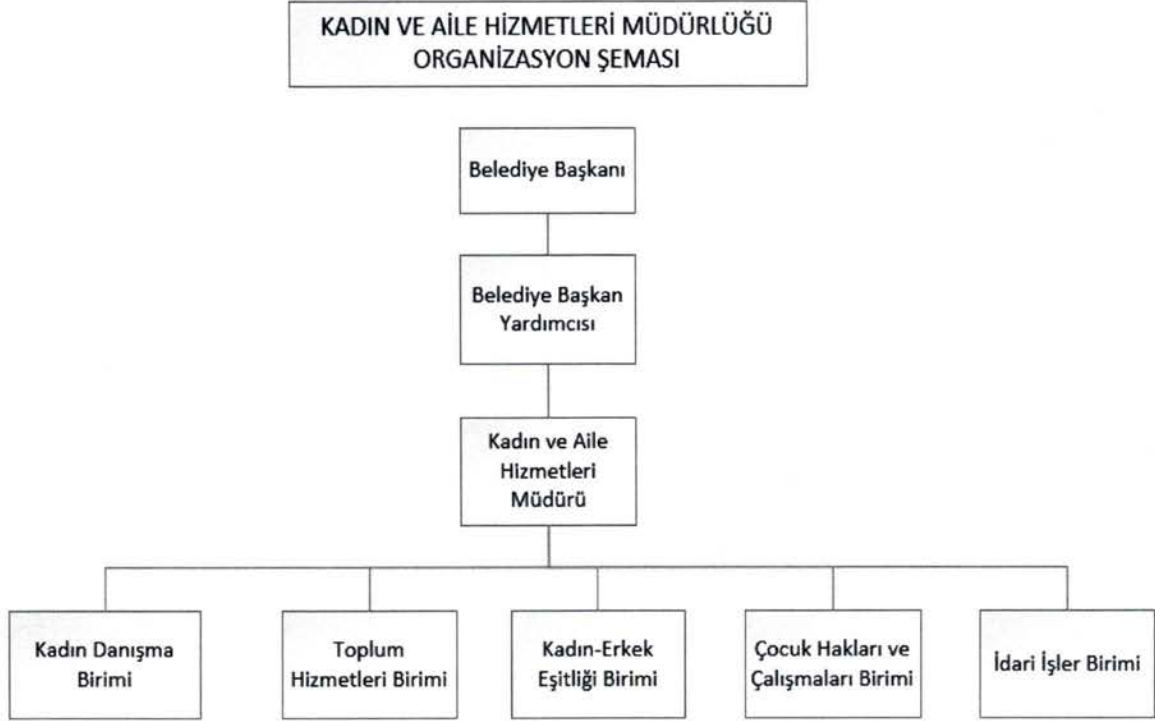 KADIN VE AİLE HİZMETLERİ MÜDÜRLÜĞÜ
ORGANİZASYON ŞEMASI
Belediye Başkanı
Belediye Başkan
Yardımcısı
Kadın ve Aile
Hizmetleri
Müdürü
Kadın Danışma
Birimi
Toplum
Hizmetleri Birimi
Kadın-Erkek
Eşitliği Birimi
Çocuk Hakları ve
Çalışmaları Birimi
İdari İşler Birimi